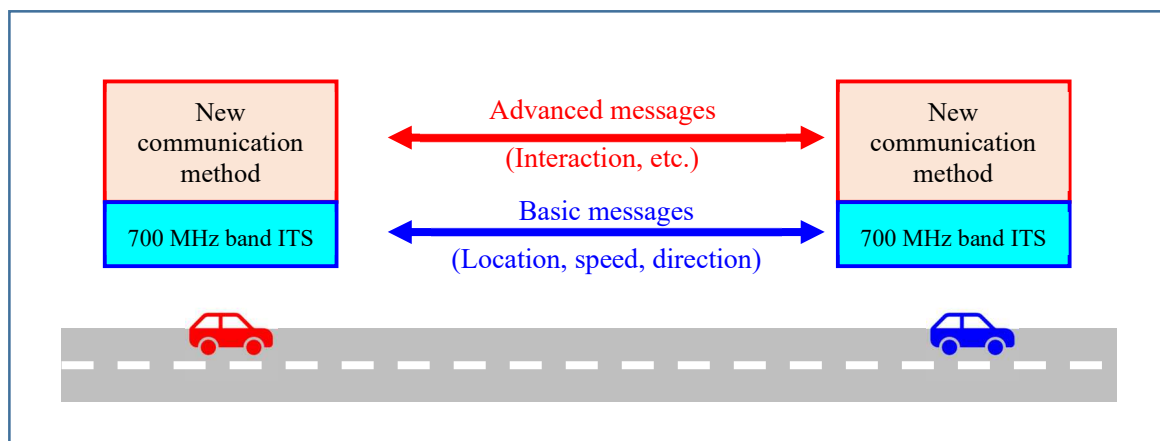 New
communication
method
700 MHz band ITS
Advanced messages
(Interaction, etc.)
Basic messages
(Location, speed, direction)
New
communication
method
700 MHz band ITS